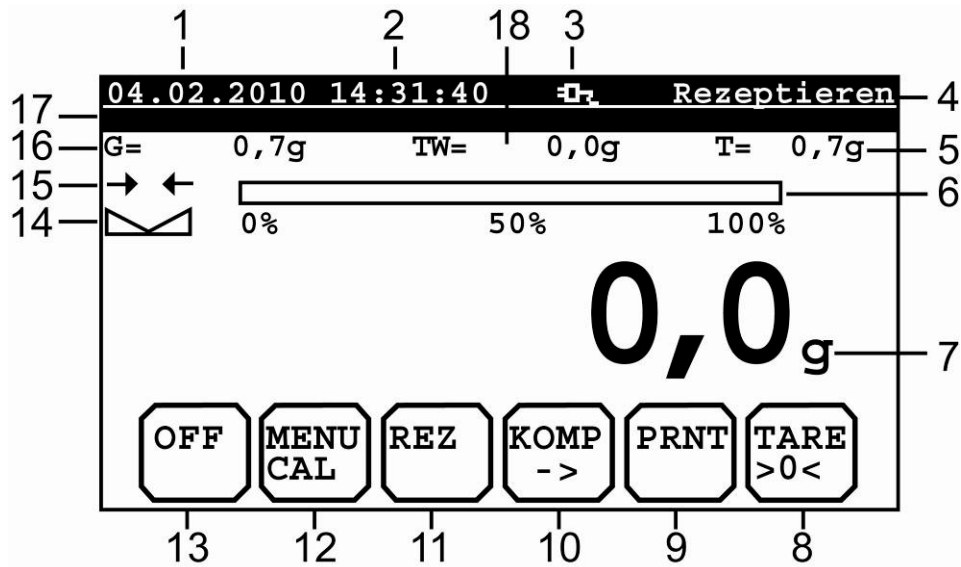 1 2 18 3
04.02.2010 14:31:40 Rezeptieren 4
17
16 G= 0,7g TW= 0,0g T= 0,7g 5
15 → ← 6
14 0% 50% 100%
0,0g 7
OFF MENU REZ KOMP PRNT TARE
CAL -> >0<
13 12 11 10 9 8